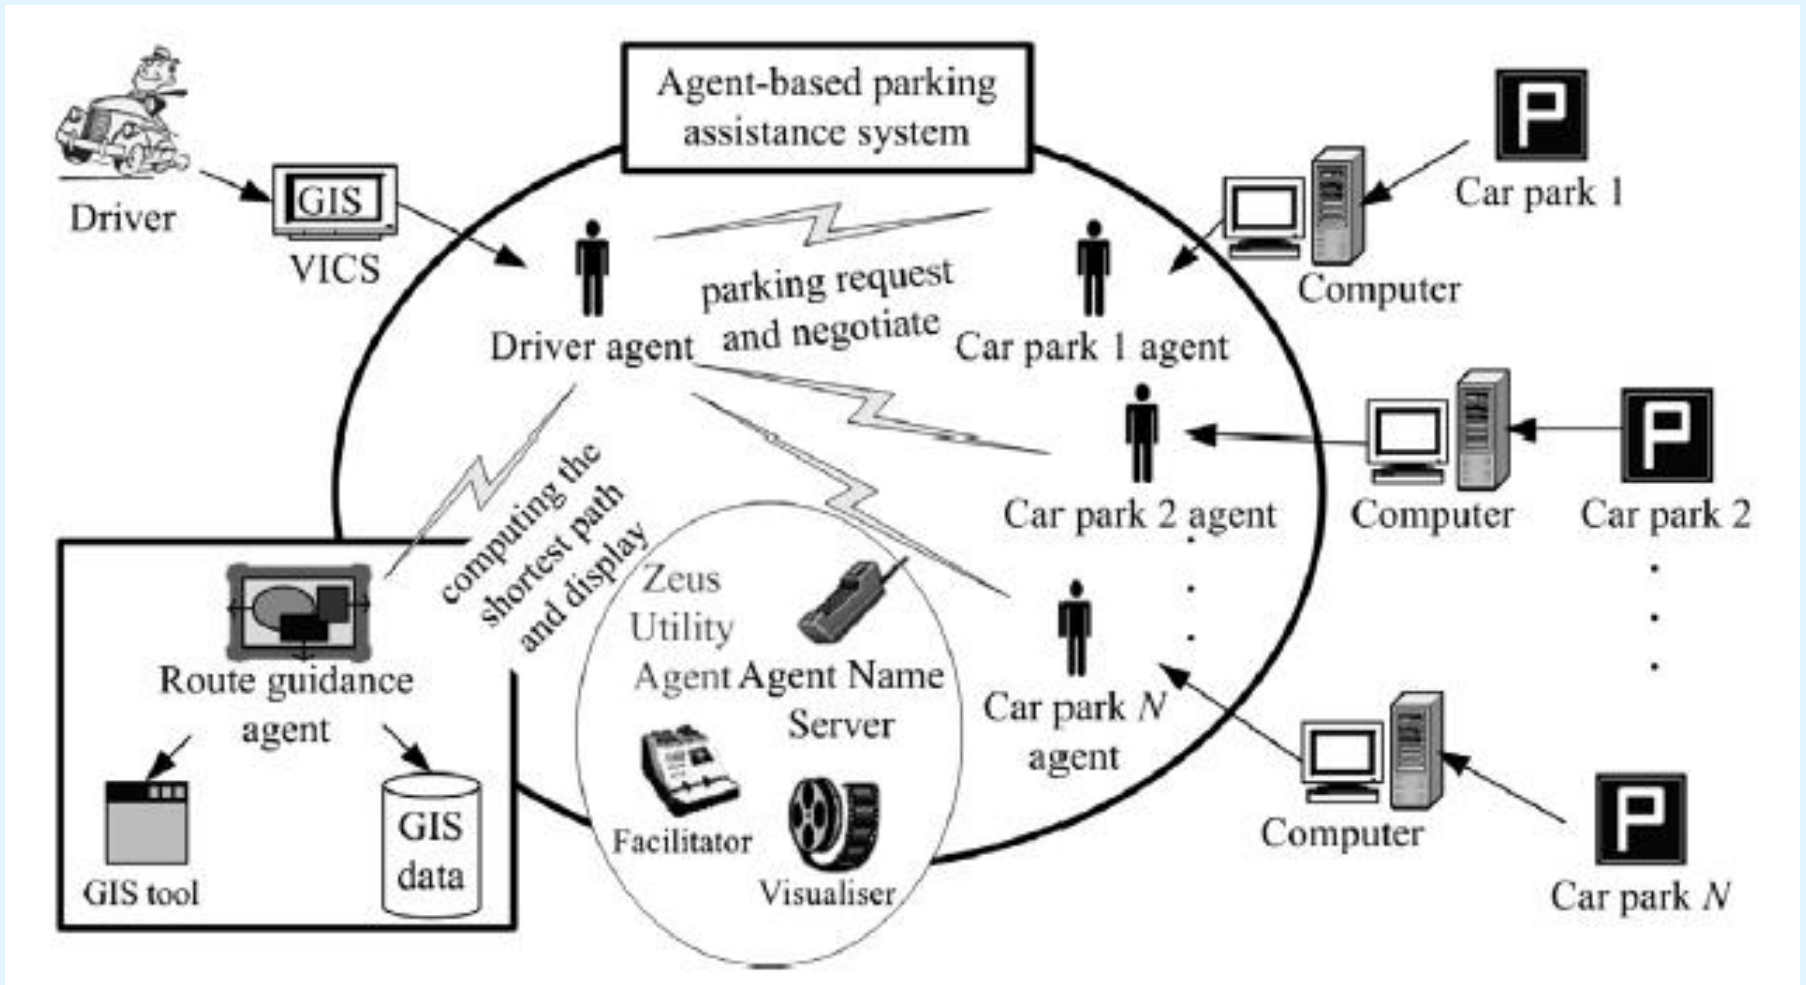 Agent-based parking
assistance system
Driver
GIS
VICS
Driver agent
parking request
and negotiate
Car park 1 agent
Computer
P
Car park 1
Car park 2 agent
Computer
P
Car park 2
computing the
shortest path
and display
Route guidance
agent
GIS tool
GIS
data
Zeus
Utility
Agent
Agent Name
Server
Facilitator
Visualiser
Car park N
agent
Computer
P
Car park N